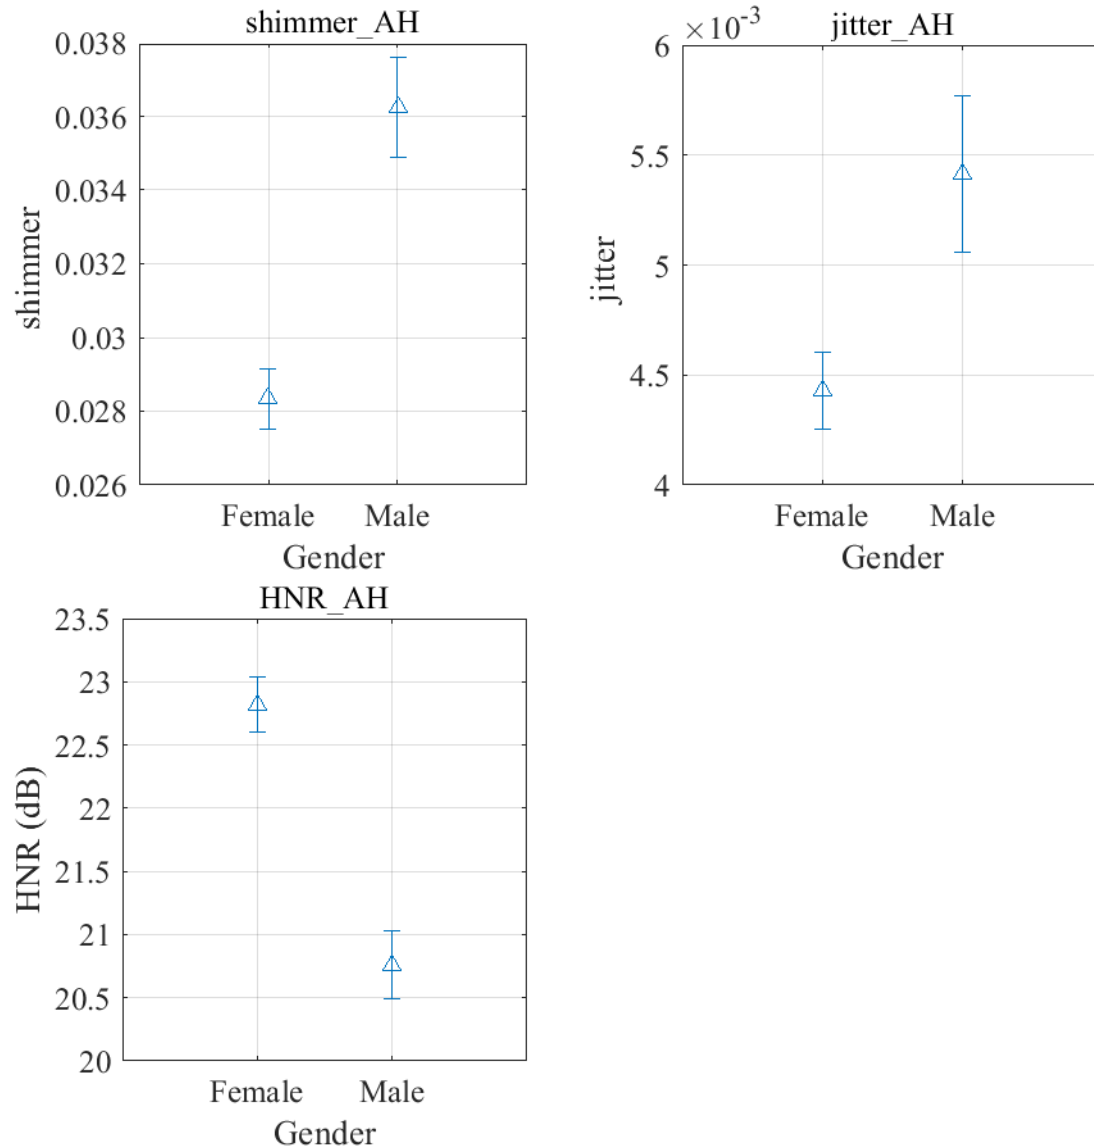 shimmer_AH
0.038
0.036
0.034
0.032
0.03
0.028
0.026
shimmer
Female Male
Gender
×10-3
jitter_AH
6
5.5
5
4.5
4
jitter
Female Male
Gender
HNR_AH
23.5
23
22.5
22
21.5
21
20.5
20
HNR (dB)
Female Male
Gender